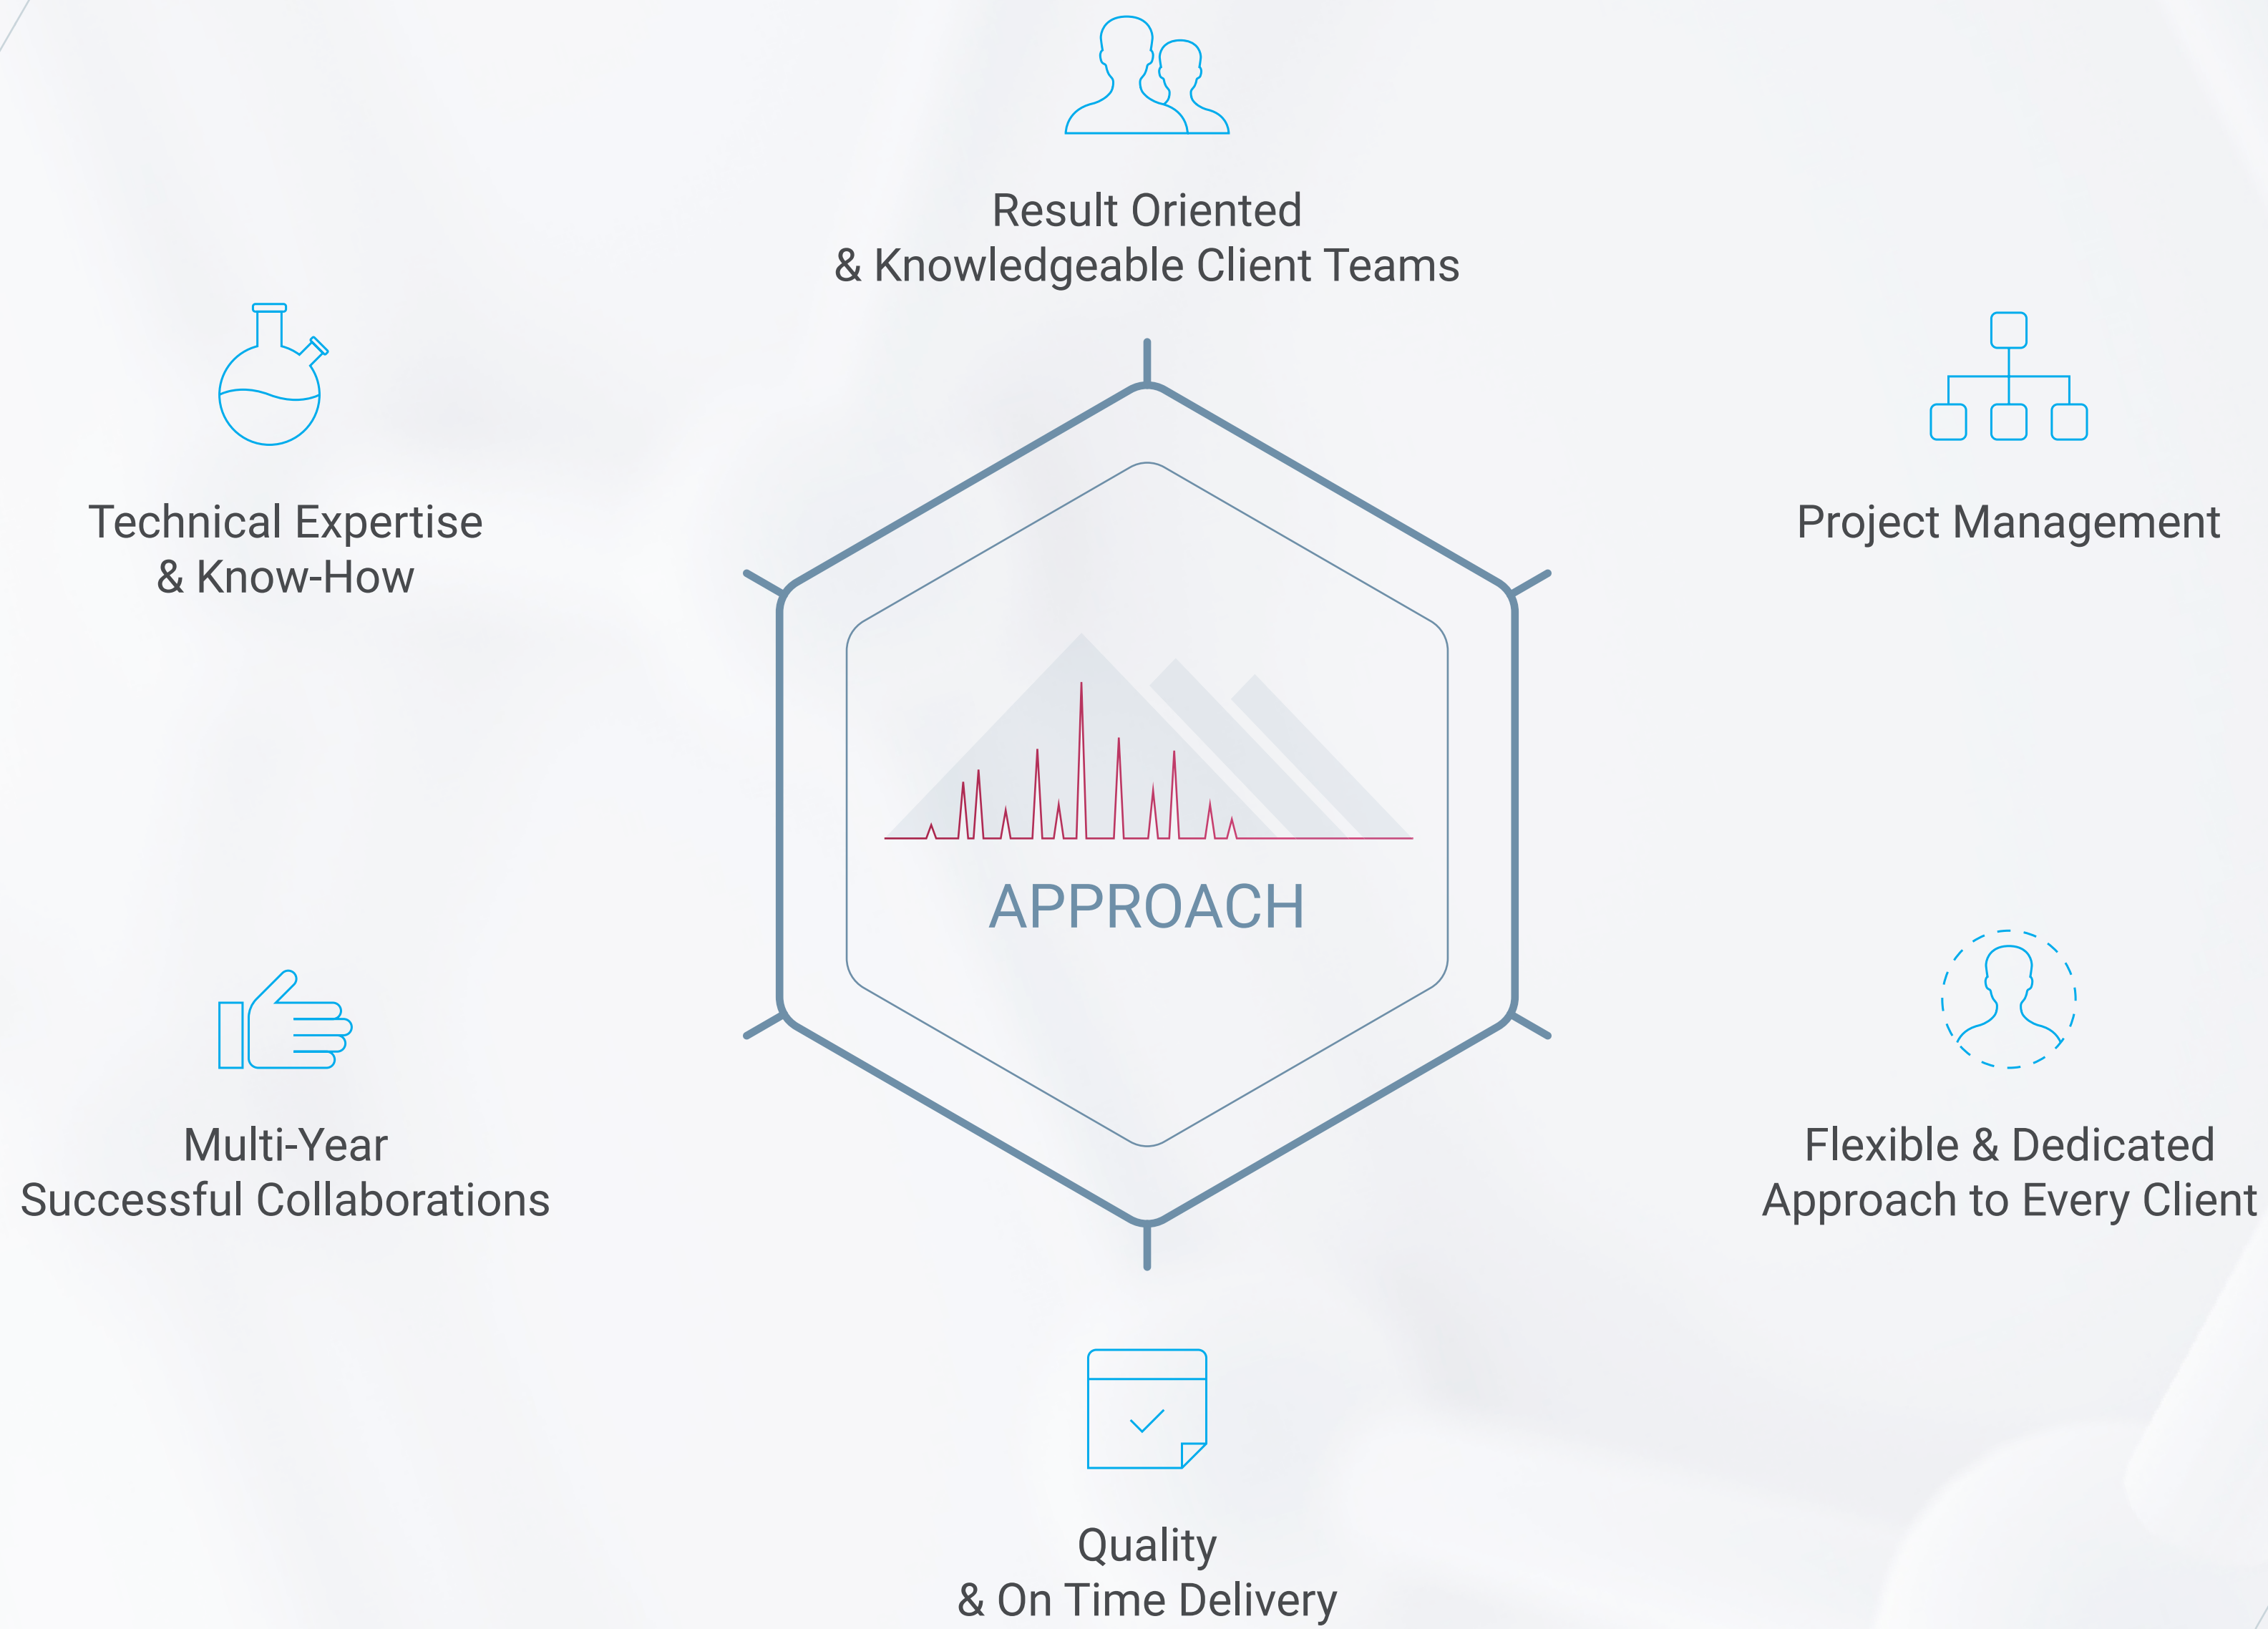 Result Oriented
& Knowledgeable Client Teams
Technical Expertise
& Know-How
Project Management
APPROACH
Multi-Year
Successful Collaborations
Flexible & Dedicated
Approach to Every Client
Quality
& On Time Delivery